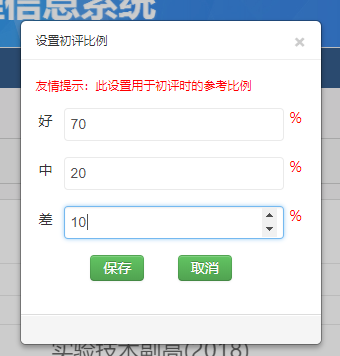 信息系统
设置初评比例 ×
友情提示：此设置用于初评时的参考比例
好 70 %
中 20 %
差 10 %
保存 取消
实验技术副高(2018)